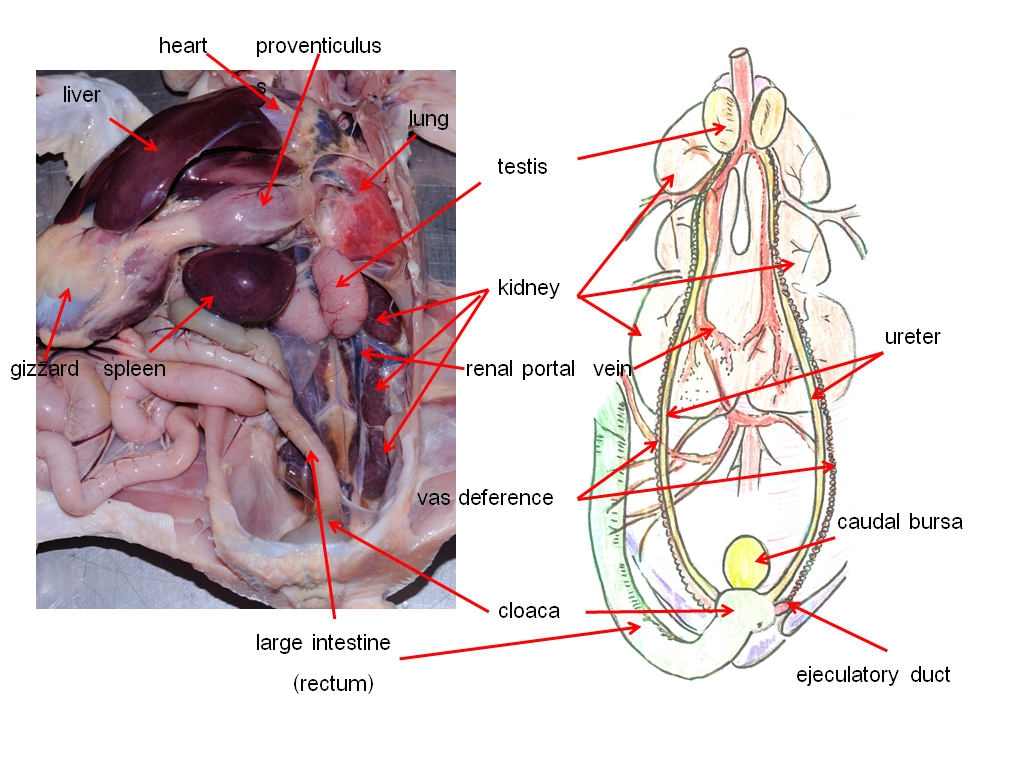 heart proventiculus
s
liver
lung
testis
kidney
ureter
gizzard spleen
renal portal vein
vas deference
caudal bursa
cloaca
large intestine
(rectum)
ejeculatory duct